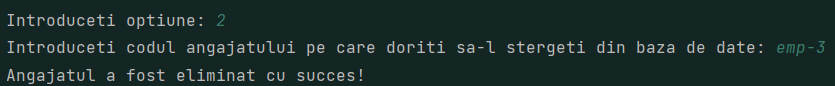 Introduceti optiune: 2
Introduceti codul angajatului pe care doriti sa-l stergeti din baza de date: emp-3
Angajatul a fost eliminat cu succes!